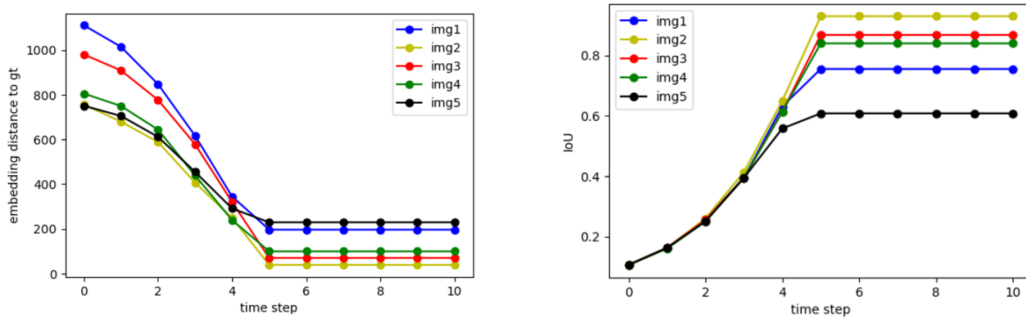 embedding distance to gt
1000
800
600
400
200
0
0 2 4 6 8 10
time step
img1
img2
img3
img4
img5
IoU
0.8
0.6
0.4
0.2
0 2 4 6 8 10
time step
img1
img2
img3
img4
img5